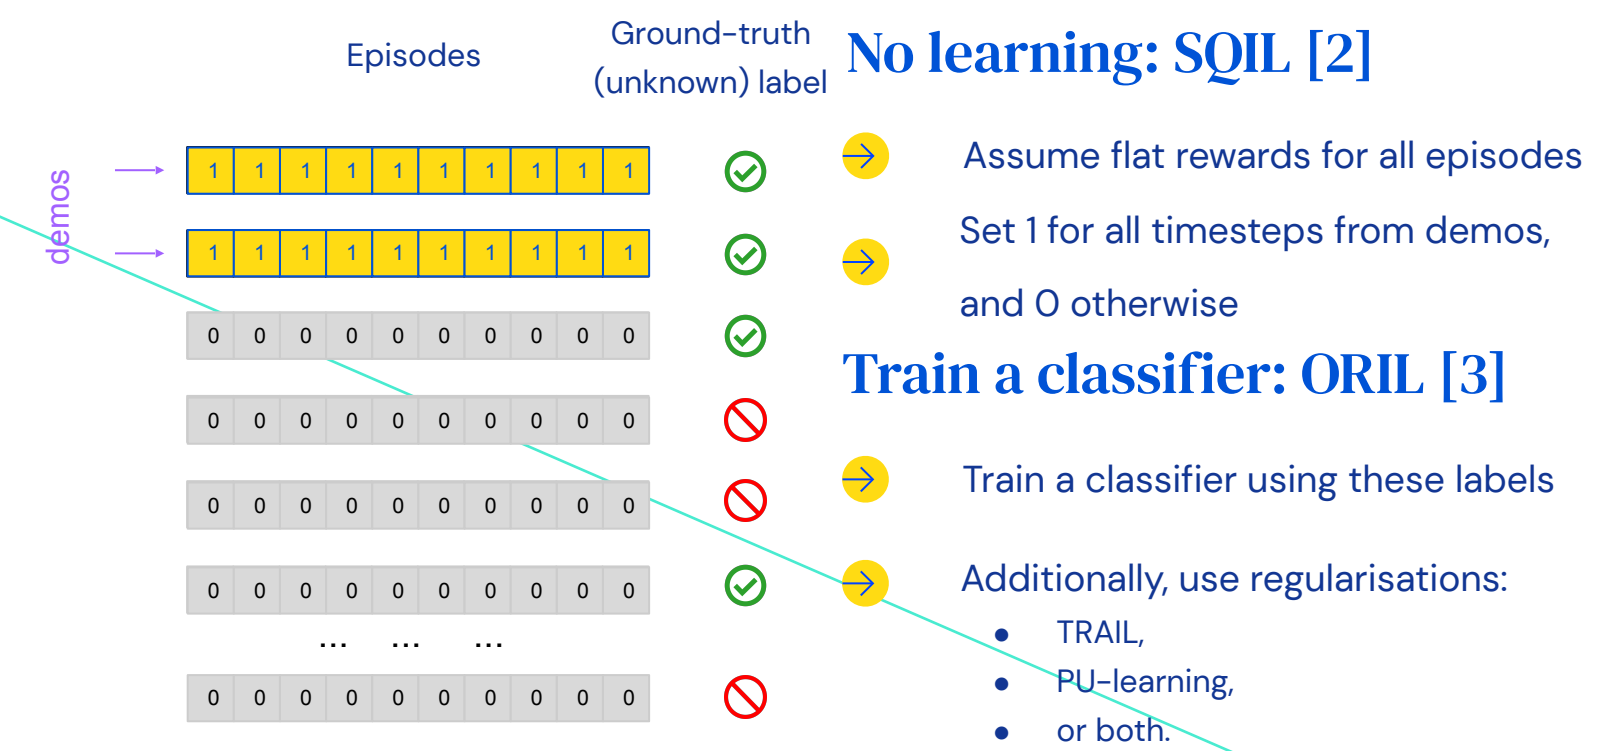 Episodes
Ground-truth
(unknown) label
demos
1 1 1 1 1 1 1 1 1 1
1 1 1 1 1 1 1 1 1 1
0 0 0 0 0 0 0 0 0 0
0 0 0 0 0 0 0 0 0 0
0 0 0 0 0 0 0 0 0 0
0 0 0 0 0 0 0 0 0 0
... ... ...
0 0 0 0 0 0 0 0 0 0
No learning: SQIL [2]
Assume flat rewards for all episodes
Set 1 for all timesteps from demos,
and 0 otherwise
Train a classifier: ORIL [3]
Train a classifier using these labels
Additionally, use regularisations:
● TRAIL,
● PU-learning,
● or both.